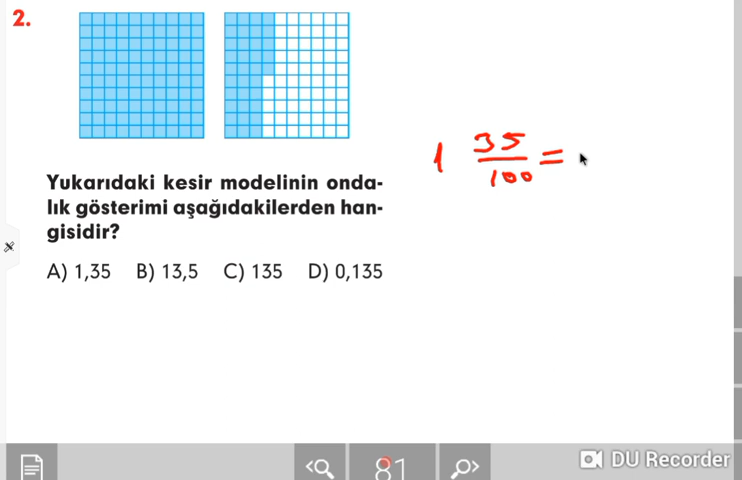 2.
1 35/100 =
Yukarıdaki kesir modelinin onda-
lık gösterimi aşağıdakilerden han-
gisidir?
A) 1,35 B) 13,5 C) 135 D) 0,135
81
DU Recorder